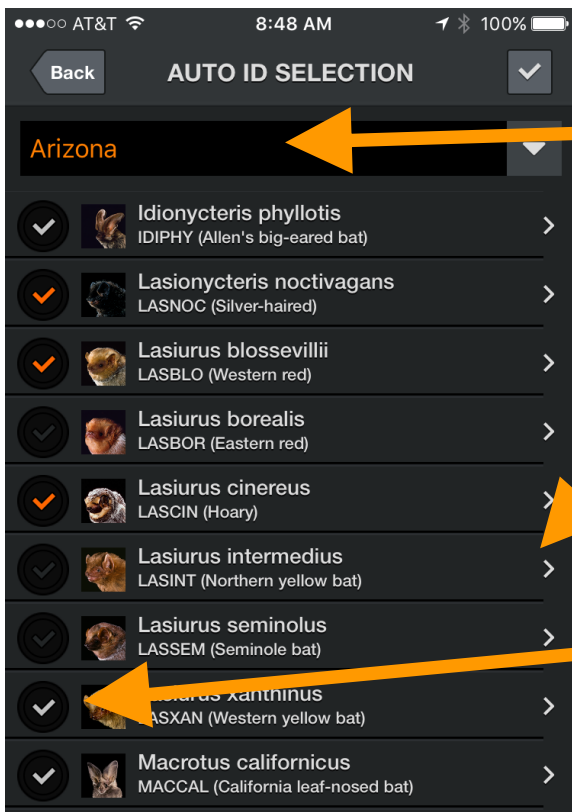 AT&T 8:48 AM 100%
Back AUTO ID SELECTION
Arizona
Idionycteris phyllotis
IDIPHY (Allen's big-eared bat)
Lasionycteris noctivagans
LASNOC (Silver-haired)
Lasiurus blossevillii
LASBLO (Western red)
Lasiurus borealis
LASBOR (Eastern red)
Lasiurus cinereus
LASCIN (Hoary)
Lasiurus intermedius
LASINT (Northern yellow bat)
Lasiurus seminolus
LASSEM (Seminole bat)
xanthinus
ASXAN (Western yellow bat)
Macrotus californicus
MACCAL (California leaf-nosed bat)